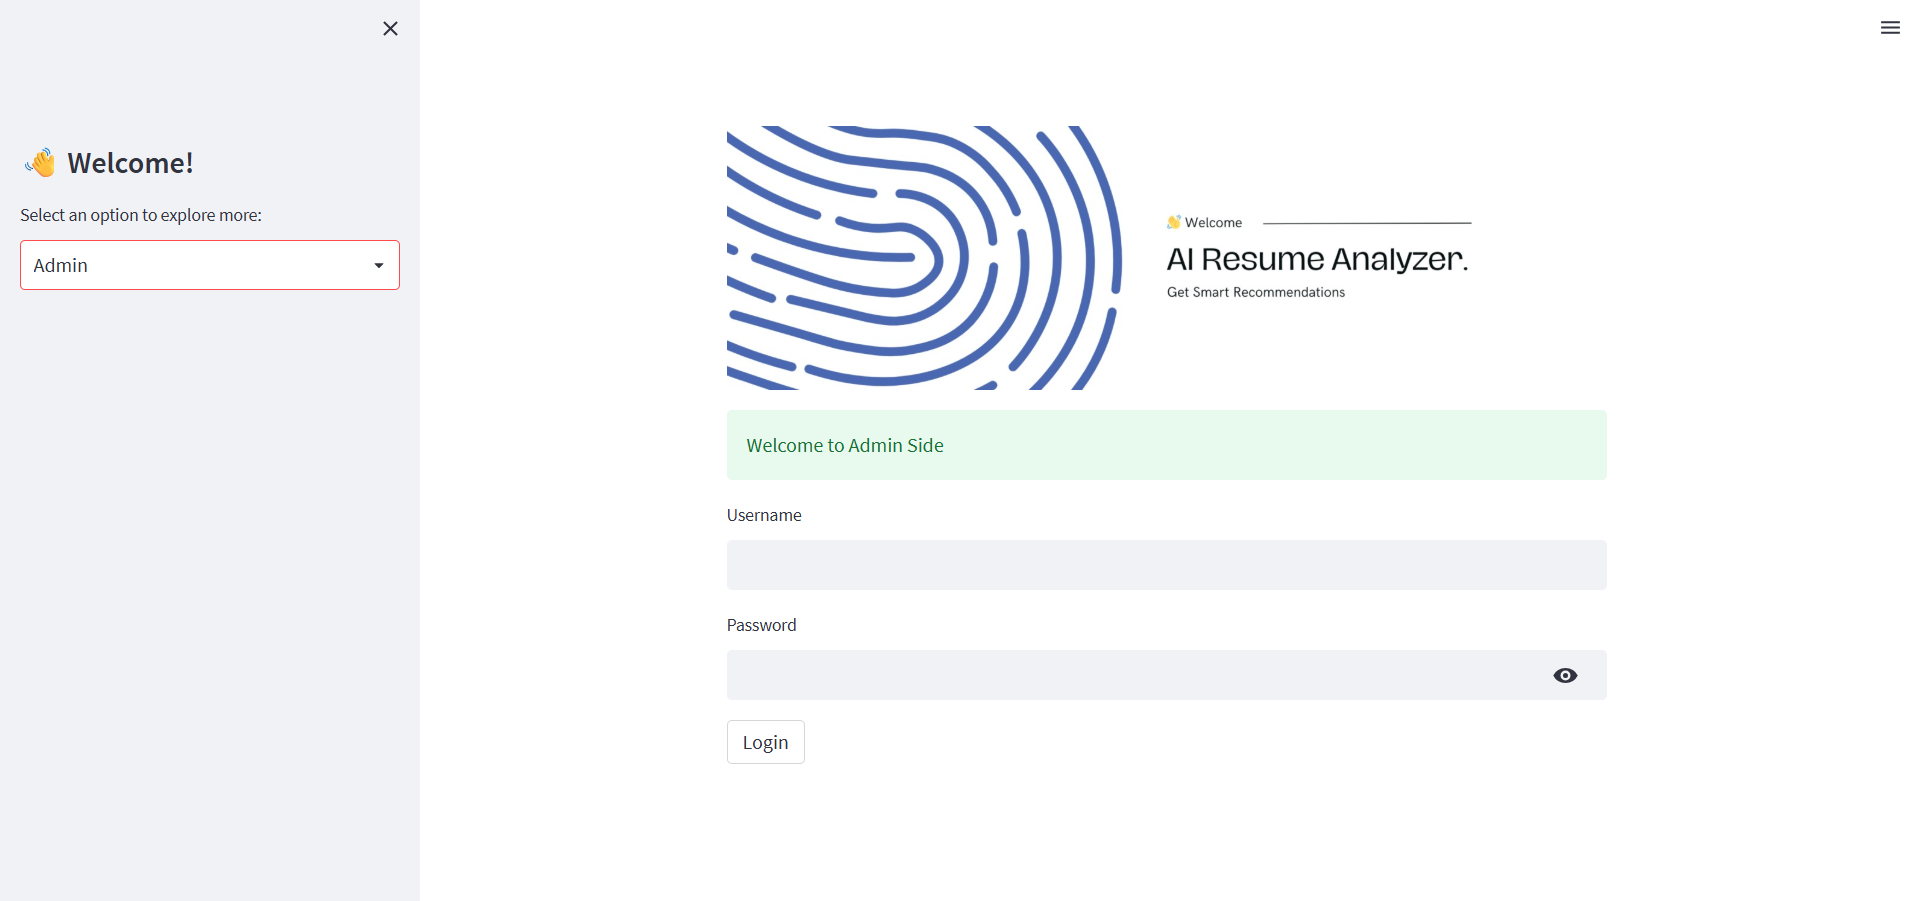 👋 Welcome!
Select an option to explore more:
Admin
👋 Welcome
AI Resume Analyzer.
Get Smart Recommendations
Welcome to Admin Side
Username
Password
Login